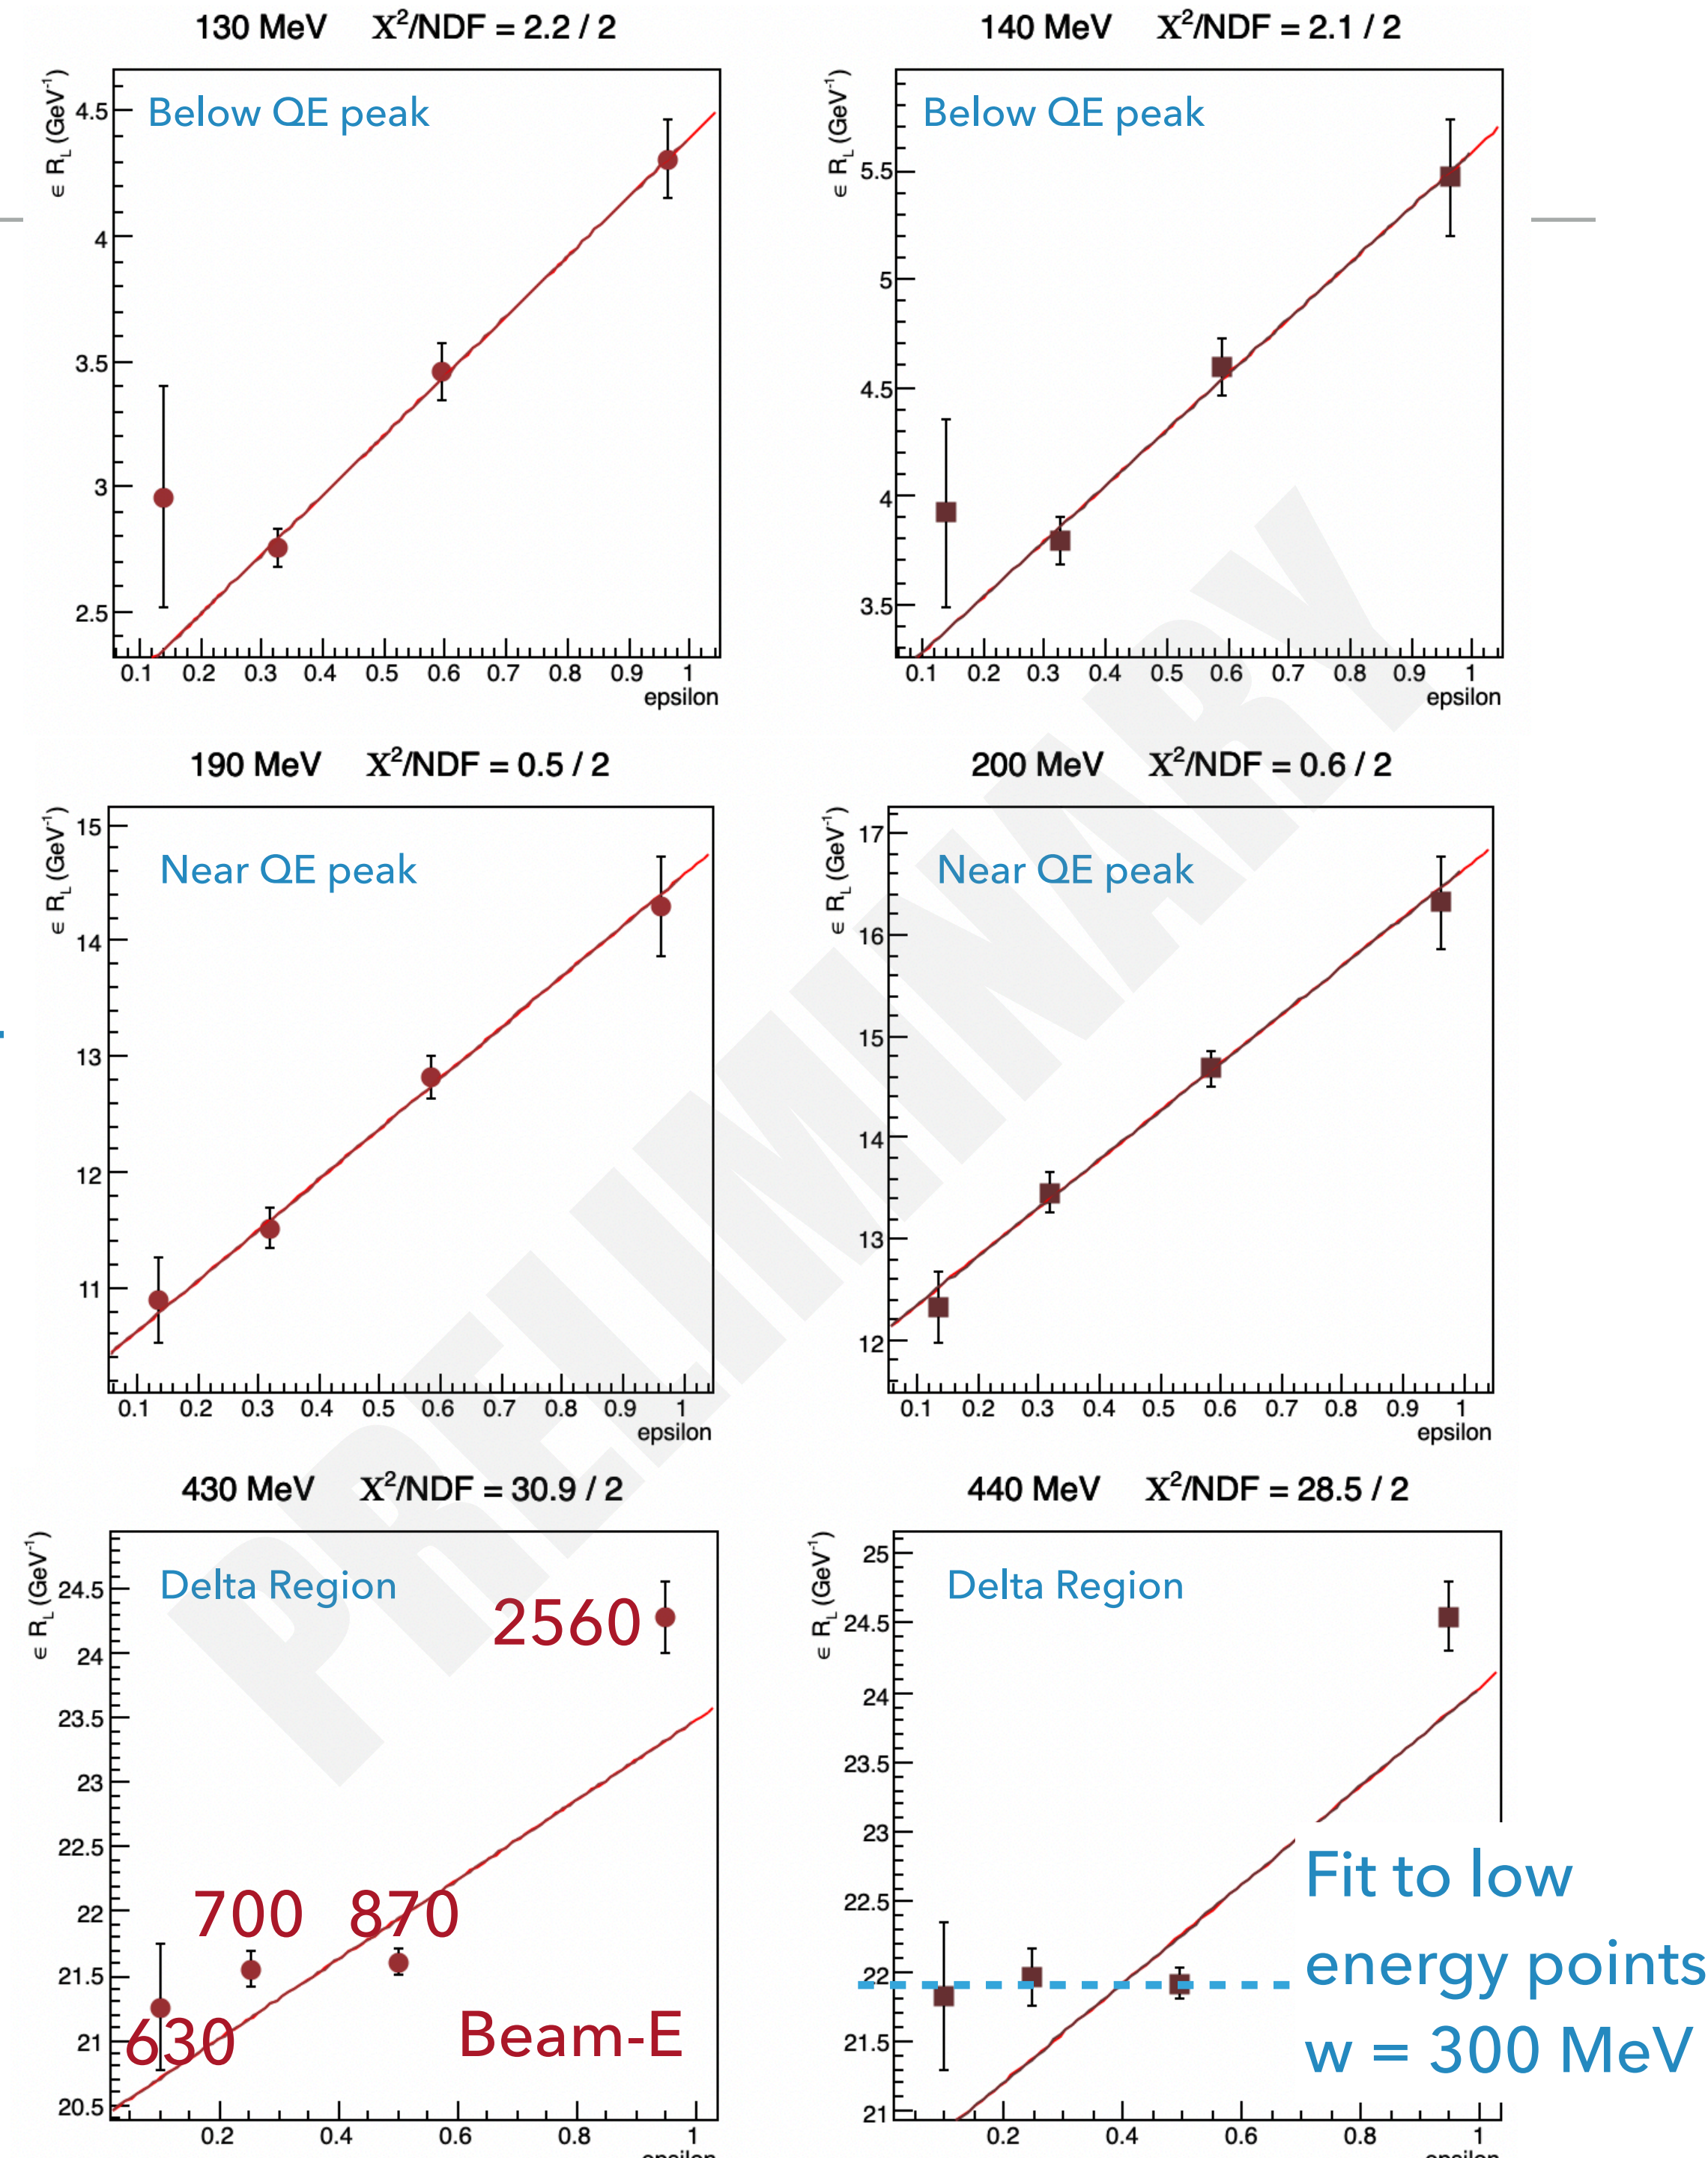 130 MeV X²/NDF = 2.2 / 2
ϵ R_L (GeV⁻¹)
Below QE peak
4.5
4
3.5
3
2.5
0.1 0.2 0.3 0.4 0.5 0.6 0.7 0.8 0.9 1
epsilon
140 MeV X²/NDF = 2.1 / 2
ϵ R_L (GeV⁻¹)
Below QE peak
5.5
5
4.5
4
3.5
0.1 0.2 0.3 0.4 0.5 0.6 0.7 0.8 0.9 1
epsilon
190 MeV X²/NDF = 0.5 / 2
ϵ R_L (GeV⁻¹)
Near QE peak
15
14
13
12
11
0.1 0.2 0.3 0.4 0.5 0.6 0.7 0.8 0.9 1
epsilon
200 MeV X²/NDF = 0.6 / 2
ϵ R_L (GeV⁻¹)
Near QE peak
17
16
15
14
13
12
0.1 0.2 0.3 0.4 0.5 0.6 0.7 0.8 0.9 1
epsilon
430 MeV X²/NDF = 30.9 / 2
ϵ R_L (GeV⁻¹)
Delta Region
24.5
24
23.5
23
22.5
22
21.5
21
20.5
2560
700 870
630
Beam-E
0.2 0.4 0.6 0.8 1
epsilon
440 MeV X²/NDF = 28.5 / 2
ϵ R_L (GeV⁻¹)
Delta Region
25
24.5
24
23.5
23
22.5
22
21.5
21
Fit to low
energy points
w = 300 MeV
0.2 0.4 0.6 0.8 1
epsilon
PRELIMINARY